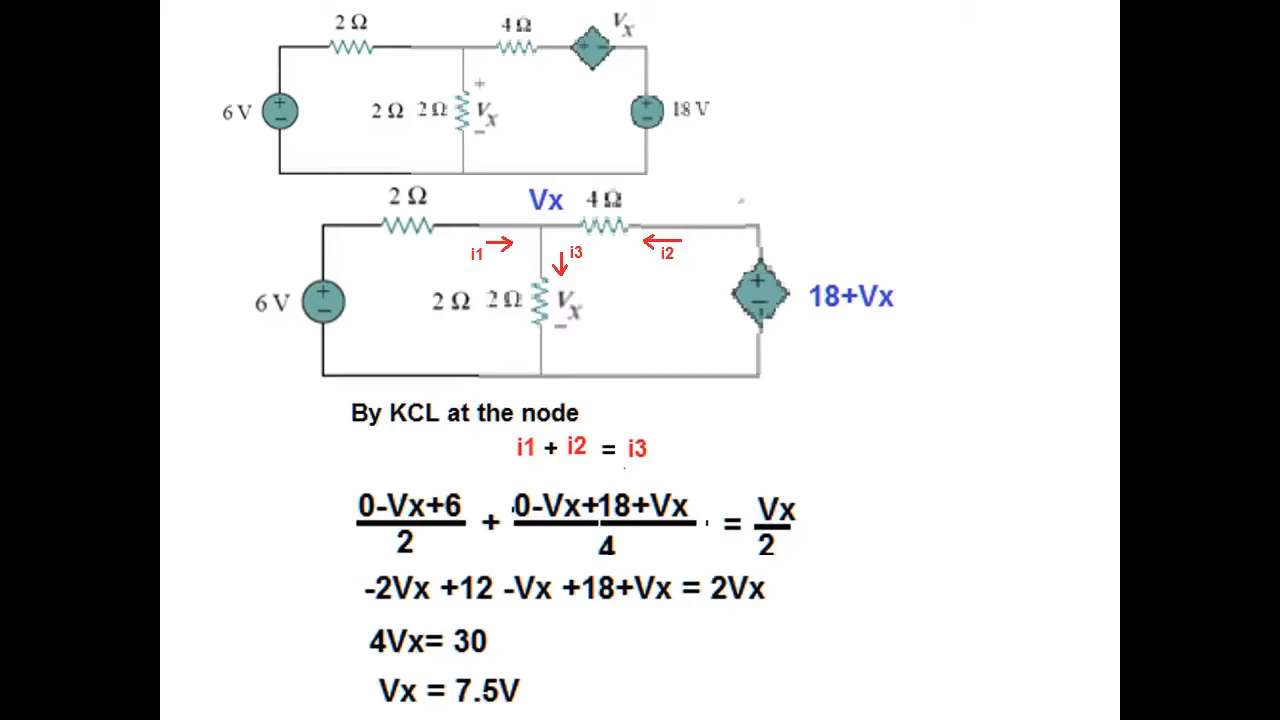 2 Ω 4 Ω Vx
+ −
+
6 V + − 2 Ω 2 Ω Vx + − 18 V
−
2 Ω Vx 4 Ω
i1 i3 i2
6 V + − 2 Ω 2 Ω Vx + − 18+Vx
−
By KCL at the node
i1 + i2 = i3
0-Vx+6 0-Vx+18+Vx Vx
+ =
2 4 2
-2Vx +12 -Vx +18+Vx = 2Vx
4Vx= 30
Vx = 7.5V